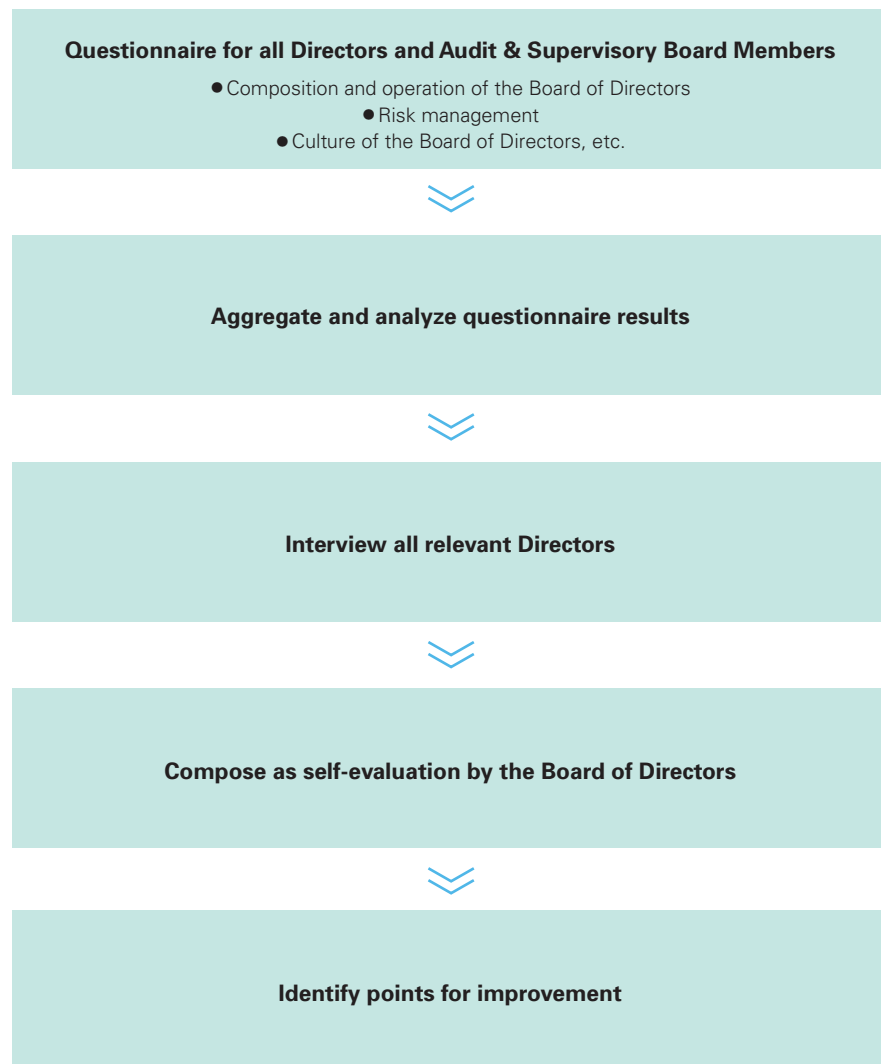 Questionnaire for all Directors and Audit & Supervisory Board Members
● Composition and operation of the Board of Directors
● Risk management
● Culture of the Board of Directors, etc.
Aggregate and analyze questionnaire results
Interview all relevant Directors
Compose as self-evaluation by the Board of Directors
Identify points for improvement